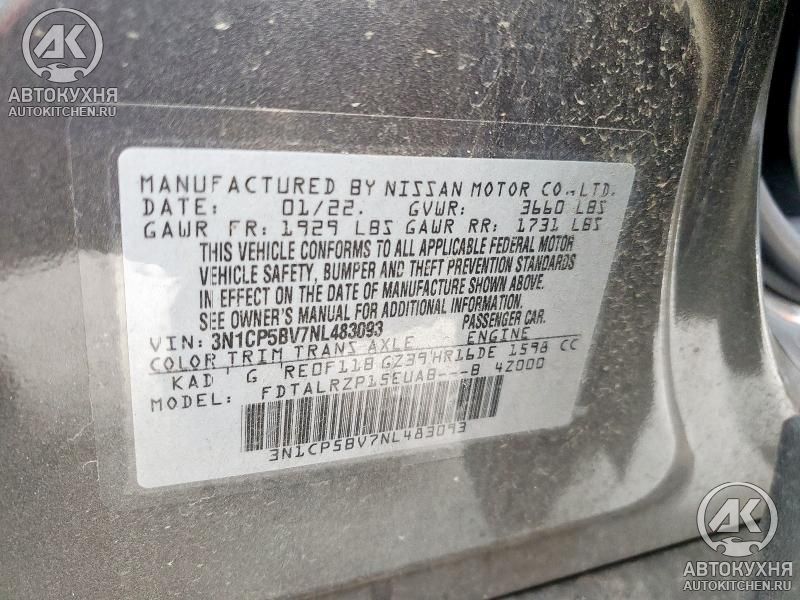 AK
АВТОКУХНЯ
AUTOKITCHEN.RU
MANUFACTURED BY NISSAN MOTOR CO.,LTD.
DATE: 01/22. GVWR: 3660 LBS
GAWR FR: 1929 LBS GAWR RR: 1731 LBS
THIS VEHICLE CONFORMS TO ALL APPLICABLE FEDERAL MOTOR
VEHICLE SAFETY, BUMPER AND THEFT PREVENTION STANDARDS
IN EFFECT ON THE DATE OF MANUFACTURE SHOWN ABOVE.
SEE OWNER'S MANUAL FOR ADDITIONAL INFORMATION.
VIN: 3N1CP5BV7NL483093 PASSENGER CAR.
COLOR TRIM TRANS AXLE ENGINE
KAD G RE0F11B GZ39 HR16DE 1598 CC
MODEL: FDTALRZP15EUAB---B 4Z000
3N1CP5BV7NL483093
AK
АВТОКУХНЯ
AUTOKITCHEN.RU